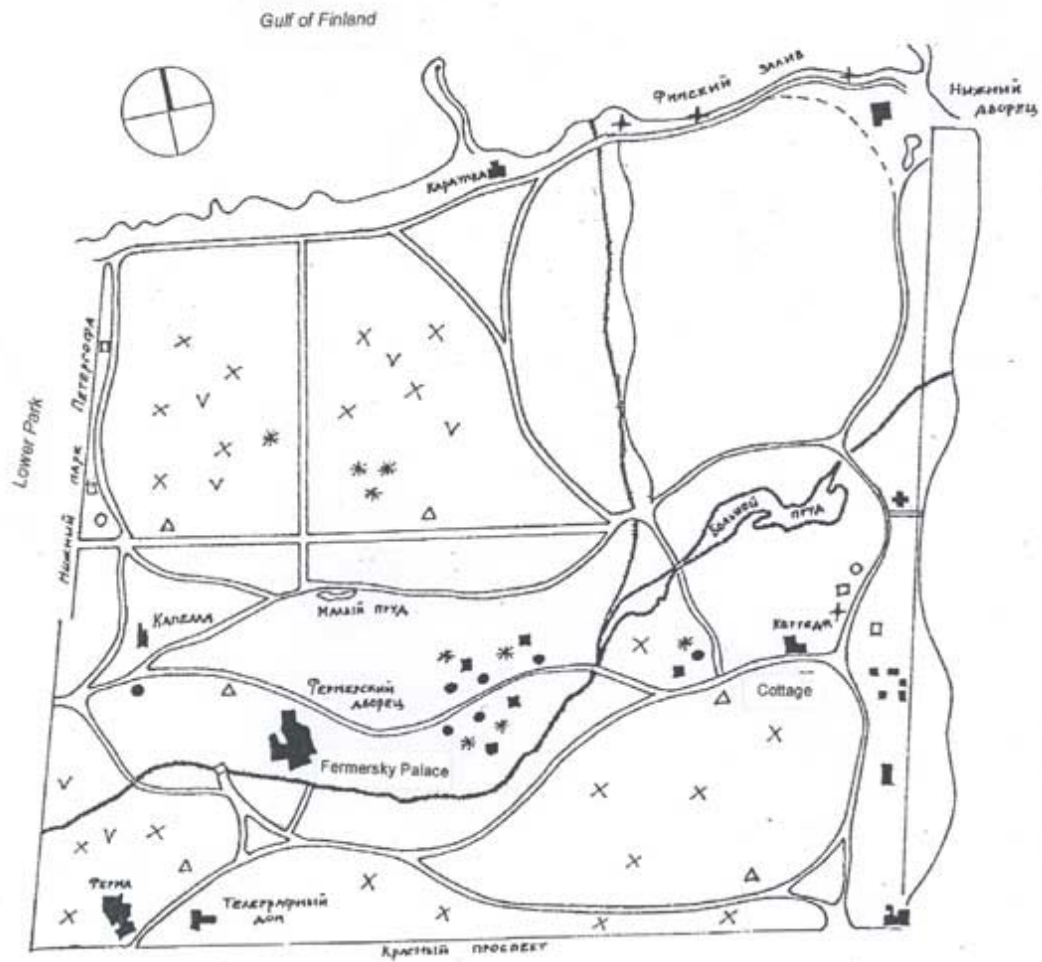 Gulf of Finland
Финский залив
Нижний
дворец
Каратка
Lower Park
Нижний парк Петергофа
Большой пруд
Малый пруд
Капелла
Коттедж
Cottage
Фермерский
дворец
Fermersky Palace
Ферма
Телеграфный
дом
Красный проспект